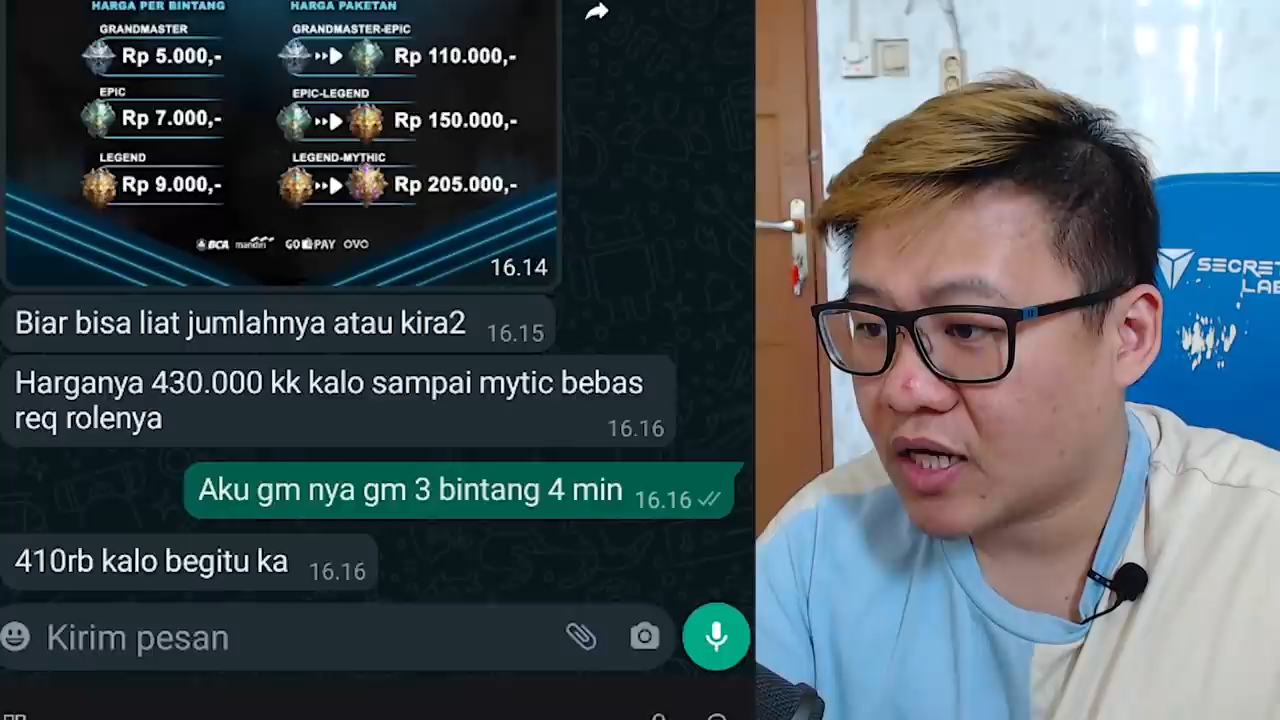 HARGA PER BINTANG
GRANDMASTER
Rp 5.000,-
EPIC
Rp 7.000,-
LEGEND
Rp 9.000,-
HARGA PAKETAN
GRANDMASTER-EPIC
Rp 110.000,-
EPIC-LEGEND
Rp 150.000,-
LEGEND-MYTHIC
Rp 205.000,-
BCA mandiri GOPAY OVO
16.14
Biar bisa liat jumlahnya atau kira2 16.15
Harganya 430.000 kk kalo sampai mytic bebas
req rolenya
16.16
Aku gm nya gm 3 bintang 4 min 16.16
410rb kalo begitu ka 16.16
Kirim pesan
SECRET
LAB